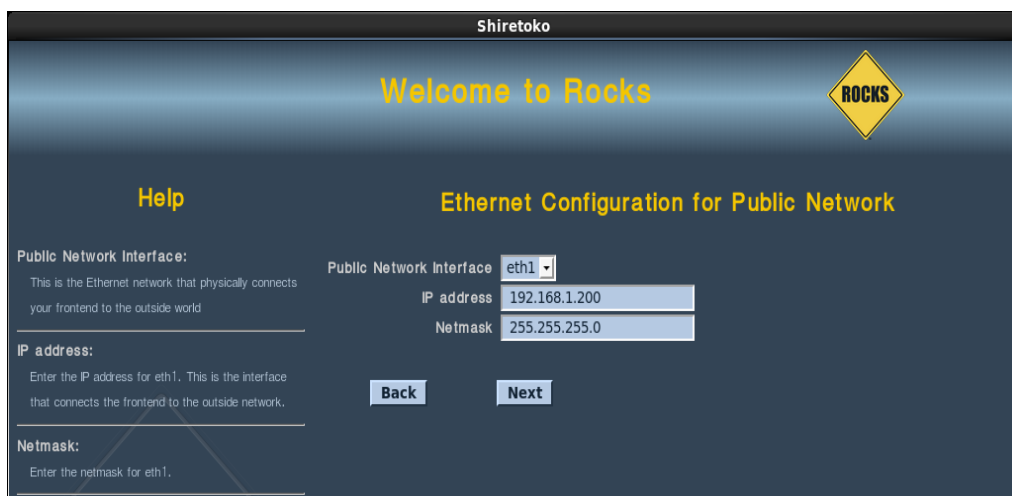 Shiretoko
Welcome to Rocks
ROCKS
Help
Public Network Interface:
This is the Ethernet network that physically connects
your frontend to the outside world
IP address:
Enter the IP address for eth1. This is the interface
that connects the frontend to the outside network.
Netmask:
Enter the netmask for eth1.
Ethernet Configuration for Public Network
Public Network Interface eth1
IP address 192.168.1.200
Netmask 255.255.255.0
Back Next